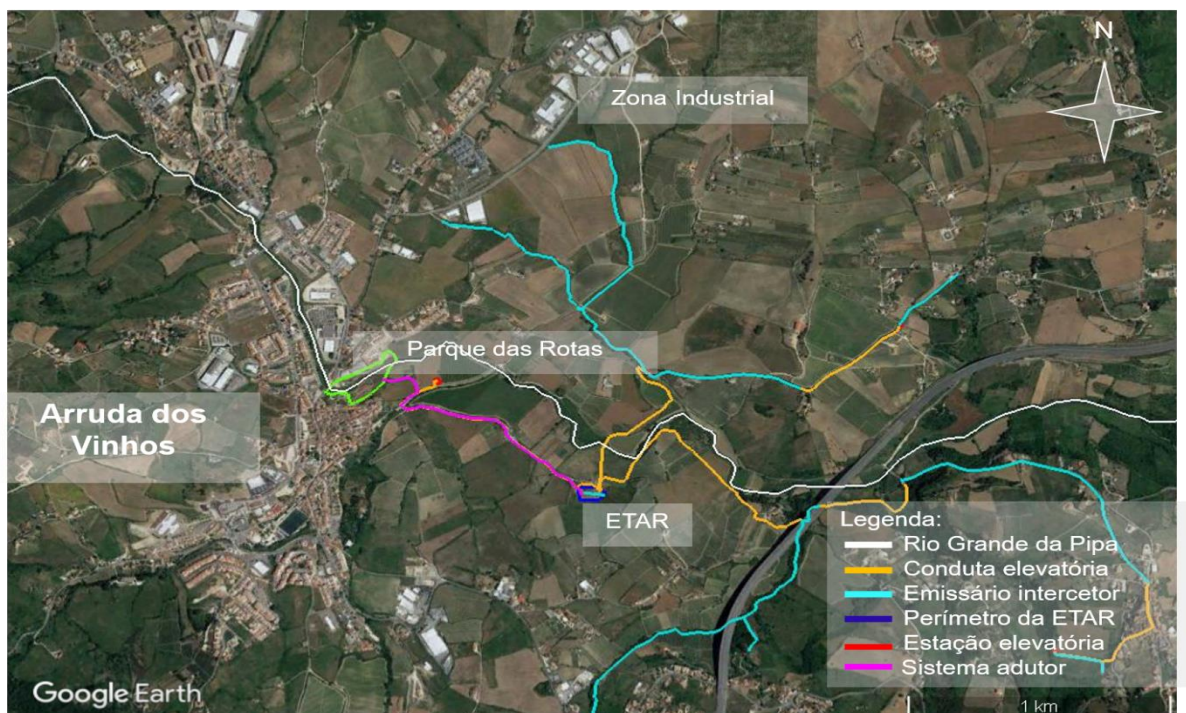 N
Zona Industrial
Parque das Rotas
Arruda dos
Vinhos
ETAR
Legenda:
Rio Grande da Pipa
Conduta elevatória
Emissário intercetor
Perímetro da ETAR
Estação elevatória
Sistema adutor
Google Earth
1 km